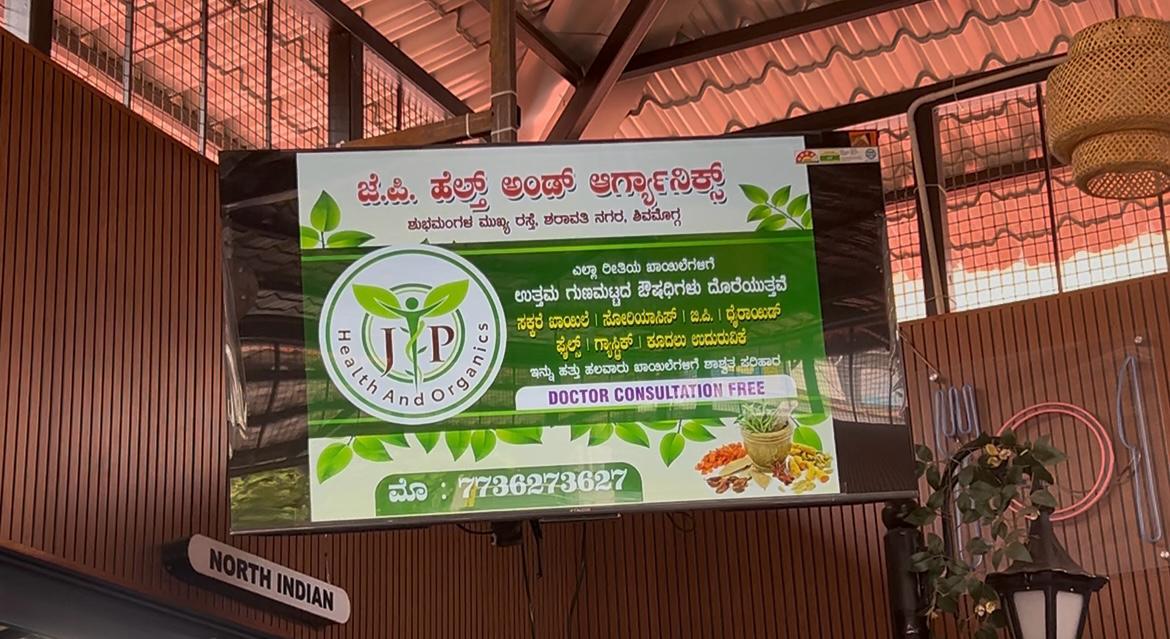 ಜೆ.ಪಿ. ಹೆಲ್ತ್ ಅಂಡ್ ಆರ್ಗ್ಯಾನಿಕ್ಸ್
ಶುಭಮಂಗಳ ಮುಖ್ಯ ರಸ್ತೆ, ಶರಾವತಿ ನಗರ, ಶಿವಮೊಗ್ಗ
ಎಲ್ಲಾ ರೀತಿಯ ಖಾಯಿಲೆಗಳಿಗೆ
ಉತ್ತಮ ಗುಣಮಟ್ಟದ ಔಷಧಿಗಳು ದೊರೆಯುತ್ತವೆ
ಸಕ್ಕರೆ ಖಾಯಿಲೆ | ಸೋರಿಯಾಸಿಸ್ | ಬಿ.ಪಿ. | ಥೈರಾಯಿಡ್
ಫೈಲ್ಸ್ | ಗ್ಯಾಸ್ಟ್ರಿಕ್ | ಕೂದಲು ಉದುರುವಿಕೆ
ಇನ್ನು ಹತ್ತು ಹಲವಾರು ಖಾಯಿಲೆಗಳಿಗೆ ಶಾಶ್ವತ ಪರಿಹಾರ
DOCTOR CONSULTATION FREE
J P
Health And Organics
ಮೊ : 7736273627
NORTH INDIAN